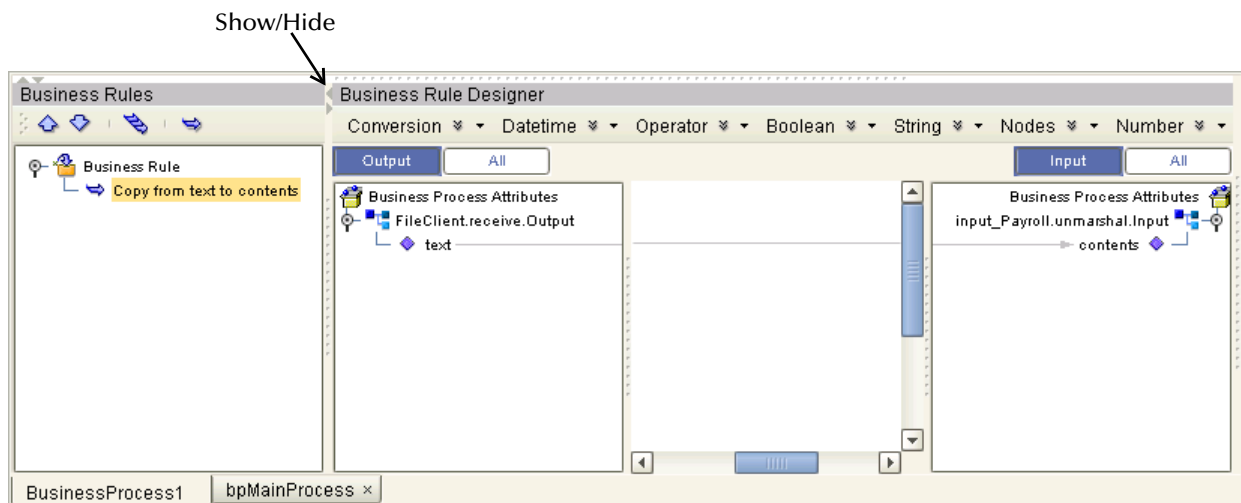 Show/Hide
Business Rules
Business Rule Designer
Conversion Datetime Operator Boolean String Nodes Number
Output All Input All
Business Rule
Copy from text to contents
Business Process Attributes
FileClient.receive.Output
text
Business Process Attributes
input_Payroll.unmarshal.Input
contents
BusinessProcess1 bpMainProcess ×